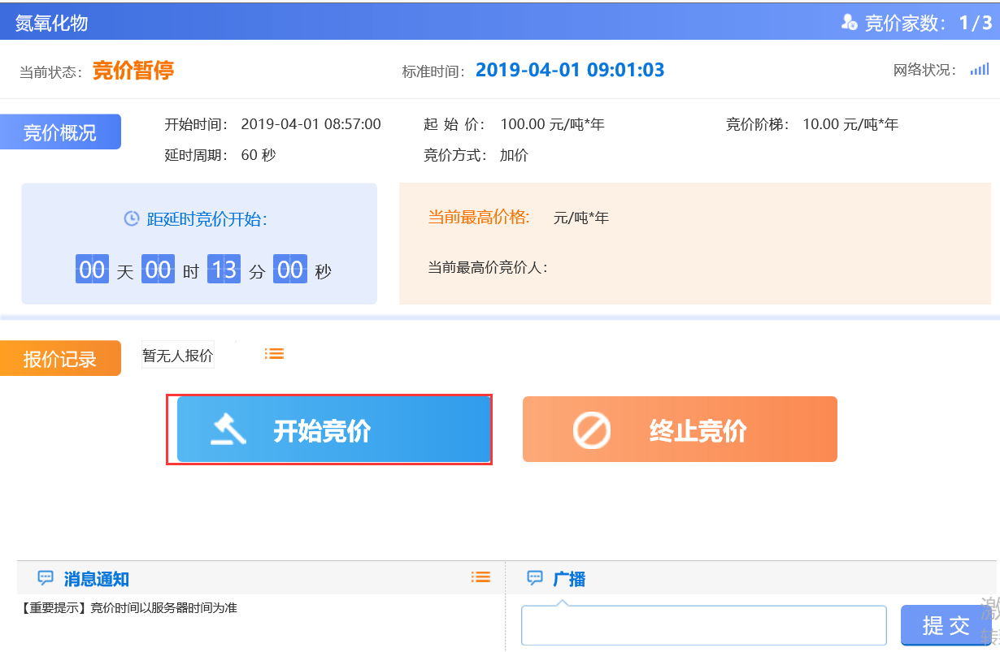 氮氧化物
竞价家数： 1/3
当前状态： 竞价暂停
标准时间： 2019-04-01 09:01:03
网络状况：
竞价概况
开始时间： 2019-04-01 08:57:00
起 始 价： 100.00 元/吨*年
竞价阶梯： 10.00 元/吨*年
延时周期： 60 秒
竞价方式： 加价
距延时竞价开始：
00 天 00 时 13 分 00 秒
当前最高价格: 元/吨*年
当前最高价竞价人：
报价记录
暂无人报价
开始竞价
终止竞价
消息通知
广播
【重要提示】竞价时间以服务器时间为准
提 交
激
转